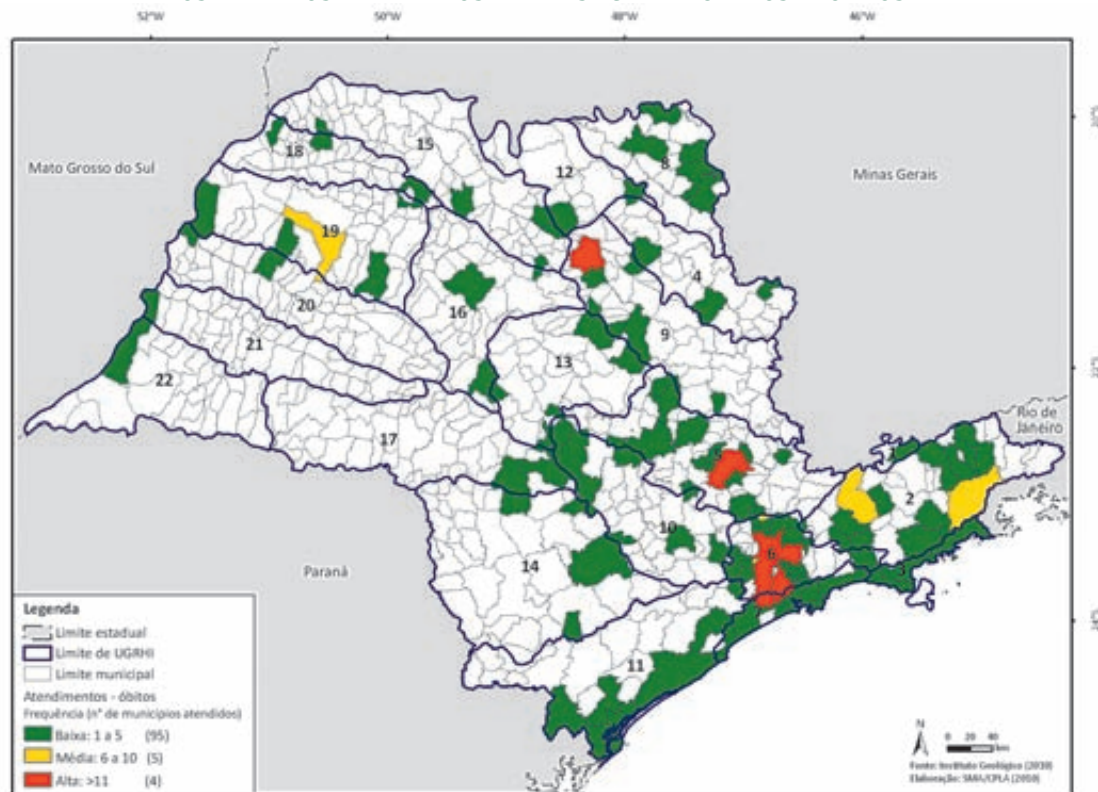 52°W 50°W 48°W 46°W
Mato Grosso do Sul
Minas Gerais
Rio de
Janeiro
Paraná
18
15
12
8
19
4
20
16
9
21
13
22
17
5
1
2
10
6
3
14
11
Legenda
Limite estadual
Limite de UGRHI
Limite municipal
Atendimentos - óbitos
Frequência (n° de municípios atendidos)
Baixa: 1 a 5 (95)
Média: 6 a 10 (5)
Alta: >11 (4)
N
0 20 40
km
Fonte: Instituto Geológico (2010)
Elaboração: SMA/CPLA (2010)